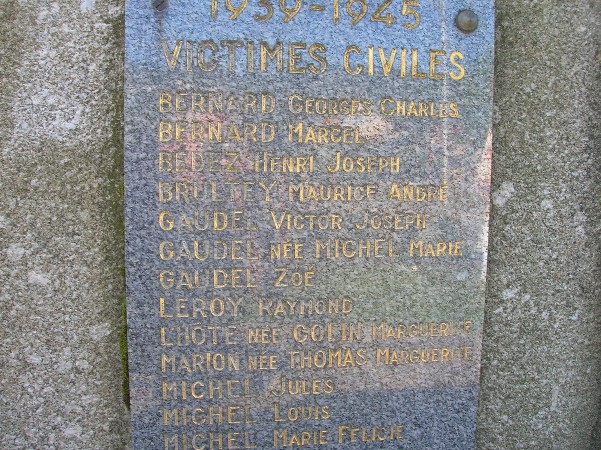 1939-1945
VICTIMES CIVILES
BERNARD GEORGES CHARLES
BERNARD MARCEL
BEDEZ HENRI JOSEPH
BRULTEY MAURICE ANDRÉ
GAUDEL VICTOR JOSEPH
GAUDEL NÉE MICHEL MARIE
GAUDEL ZOÉ
LEROY RAYMOND
LHOTE NÉE COLIN MARGUERITE
MARION NÉE THOMAS MARGUERITE
MICHEL JULES
MICHEL LOUIS
MICHEL MARIE FELICIE